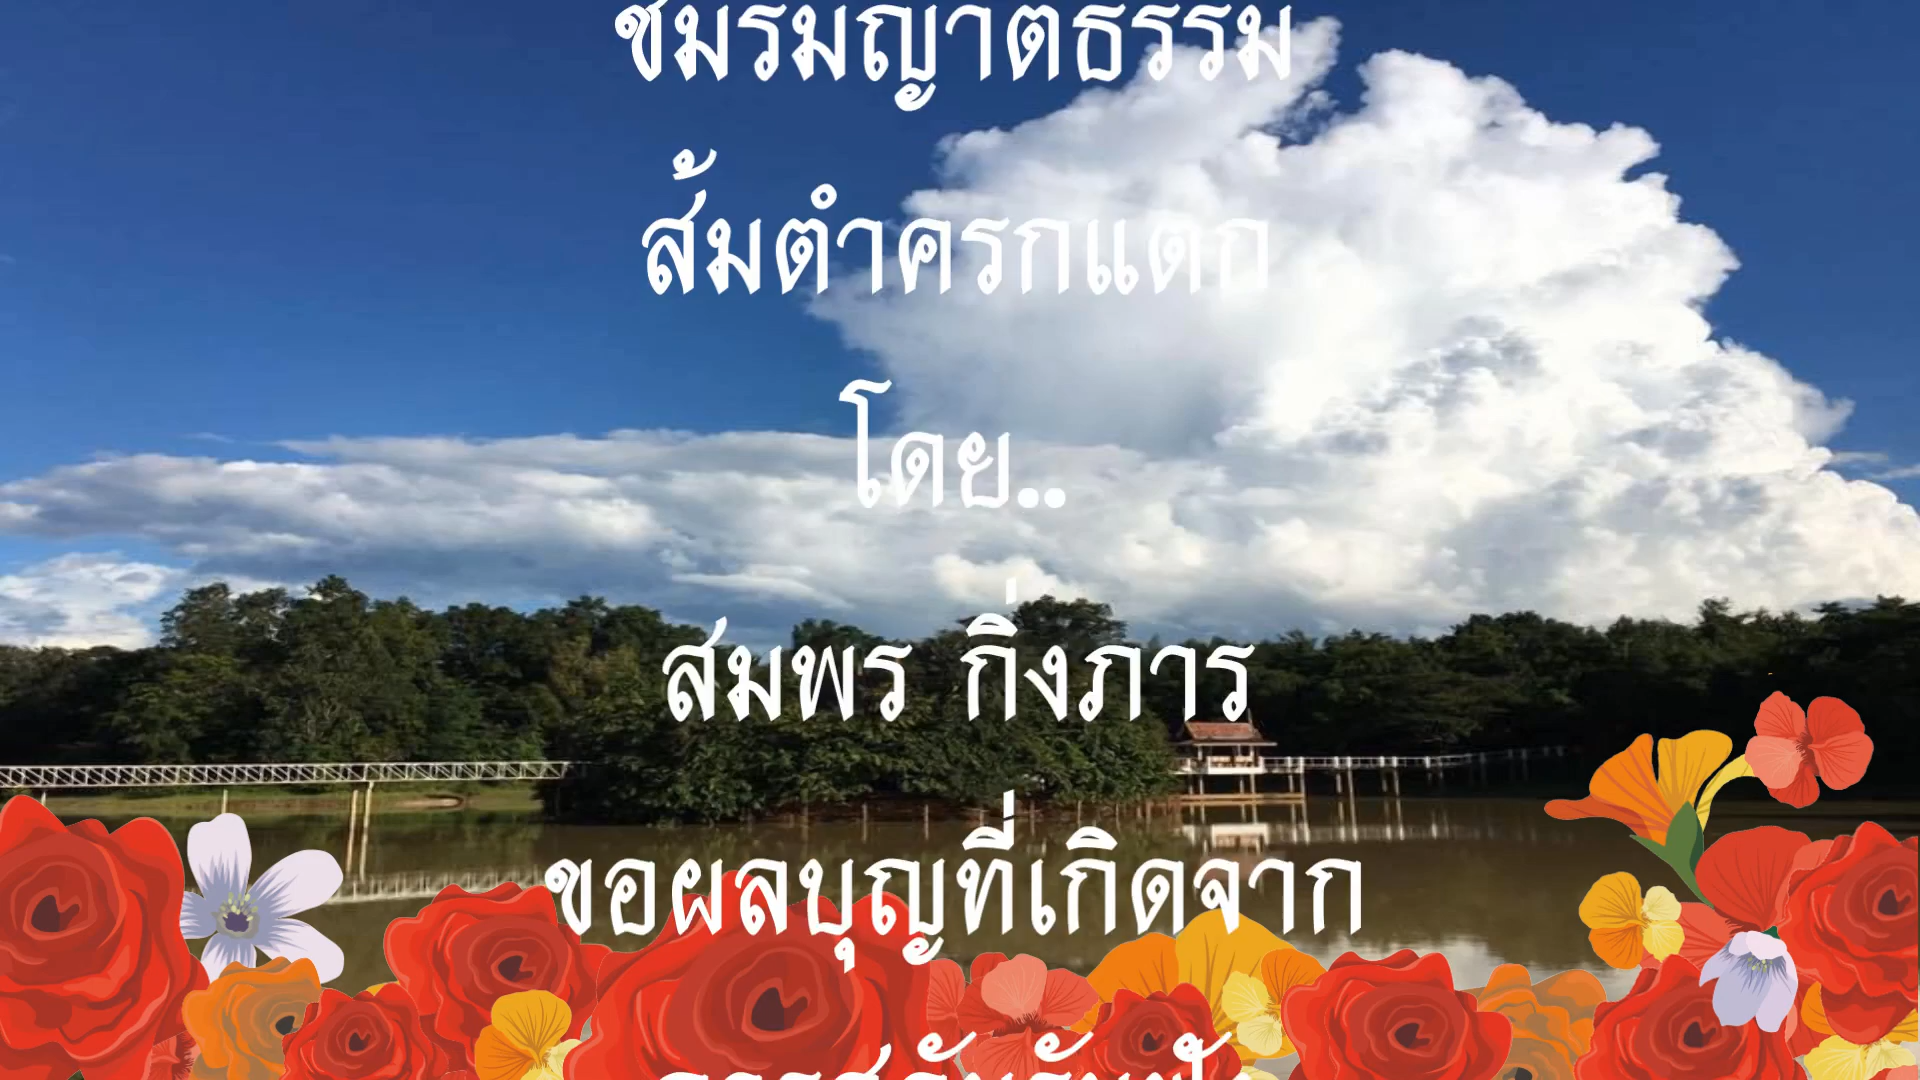 ชมรมญาติธรรม
ส้มตำครกแตก
โดย..
สมพร กิ่งภาร
ขอผลบุญที่เกิดจาก